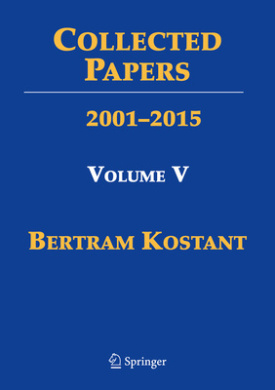 COLLECTED
PAPERS
2001–2015
VOLUME V
BERTRAM KOSTANT
Springer